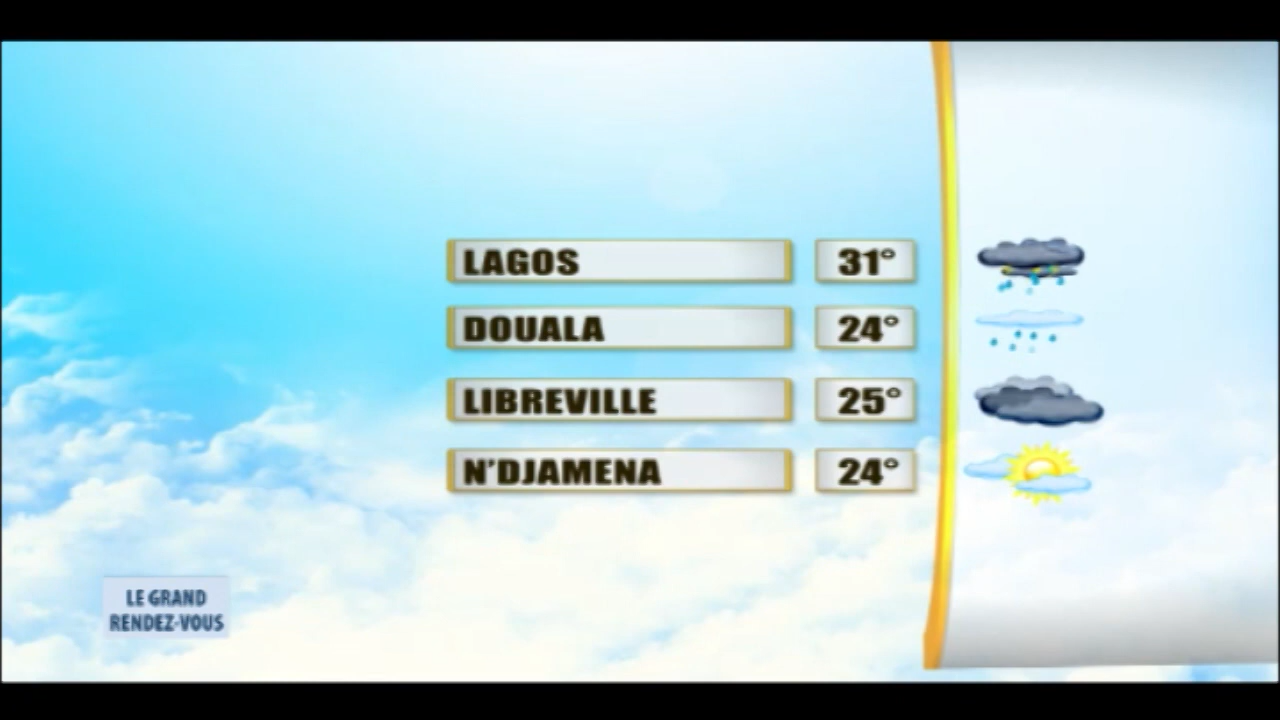 LAGOS 31°
DOUALA 24°
LIBREVILLE 25°
N'DJAMENA 24°
LE GRAND
RENDEZ-VOUS